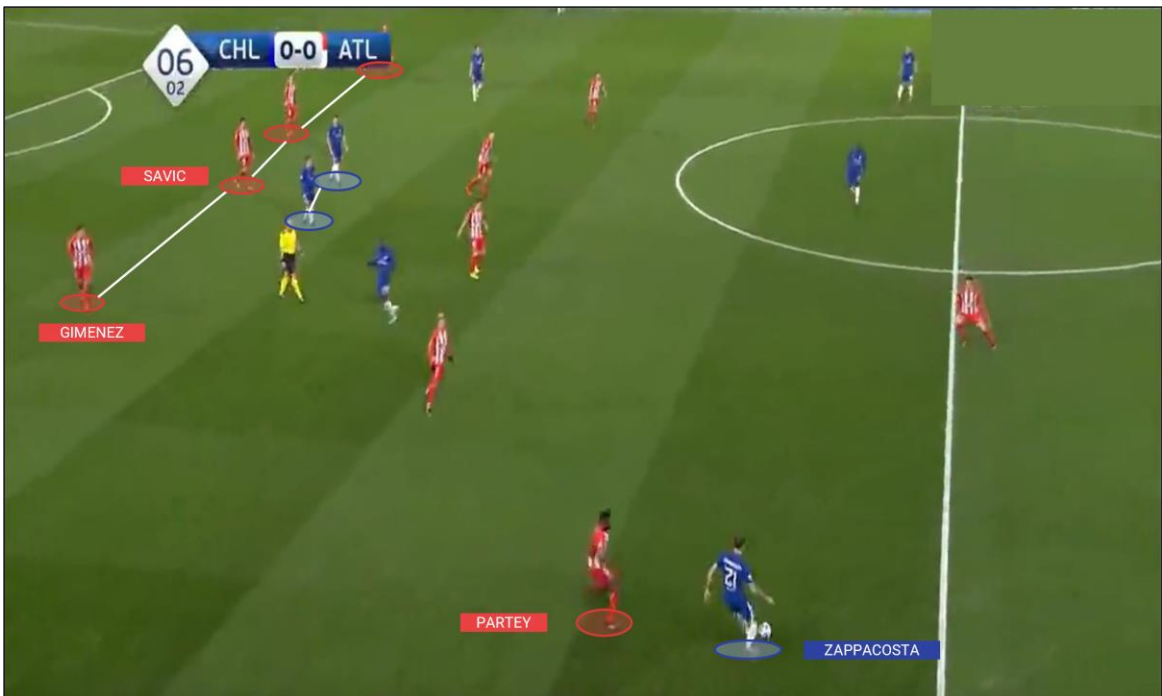 06
02
CHL 0-0 ATL
SAVIC
GIMENEZ
21
PARTEY
ZAPPACOSTA